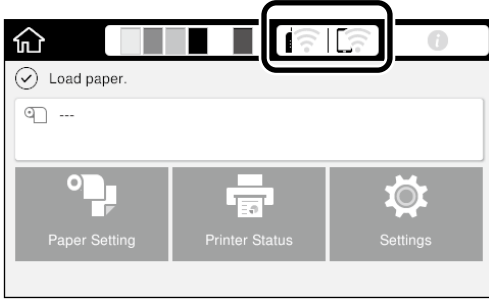 Load paper.
---
Paper Setting
Printer Status
Settings